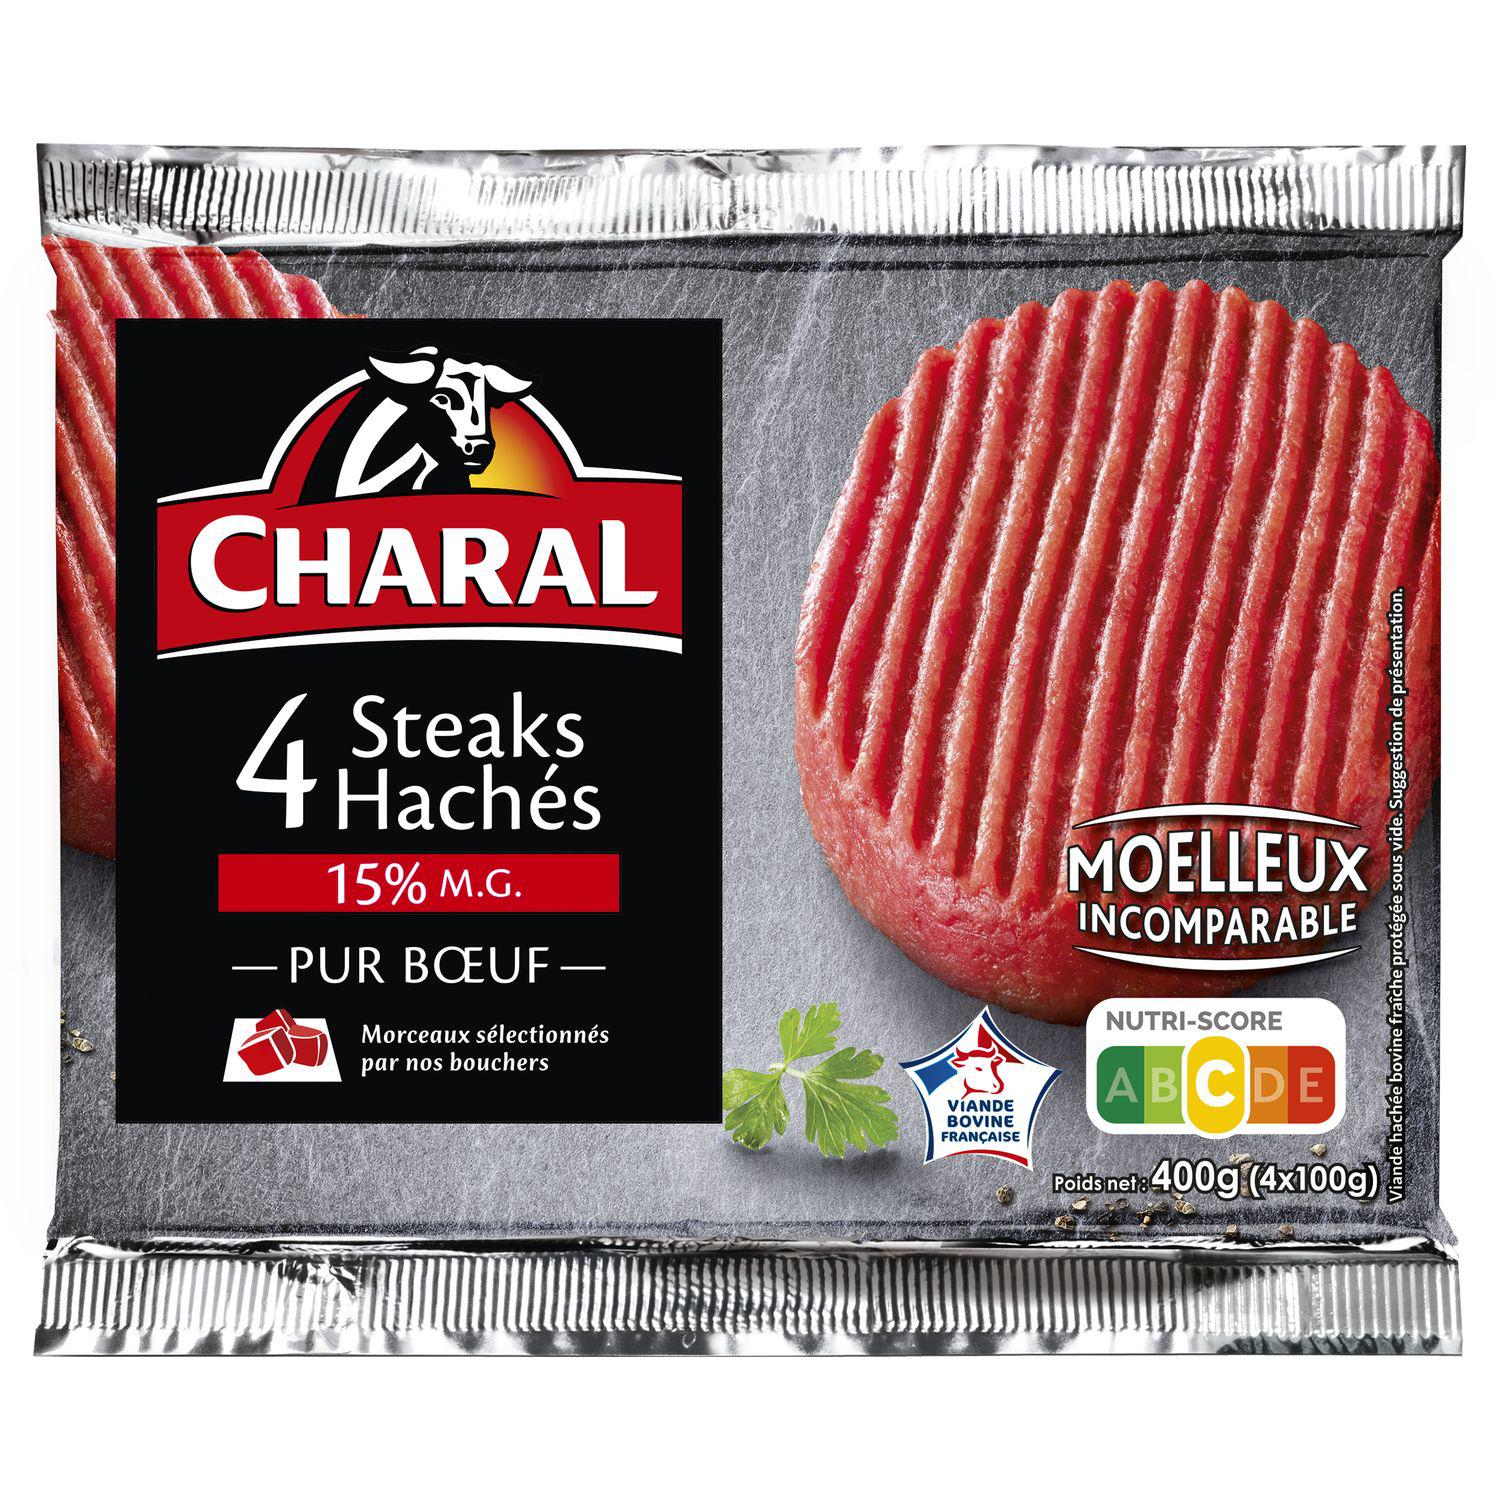 CHARAL
4 Steaks
Hachés
15% M.G.
— PUR BŒUF —
Morceaux sélectionnés
par nos bouchers
MOELLEUX
INCOMPARABLE
VIANDE
BOVINE
FRANÇAISE
NUTRI-SCORE
A B C D E
Poids net : 400g (4x100g)
Viande hachée bovine fraîche protégée sous vide. Suggestion de présentation.